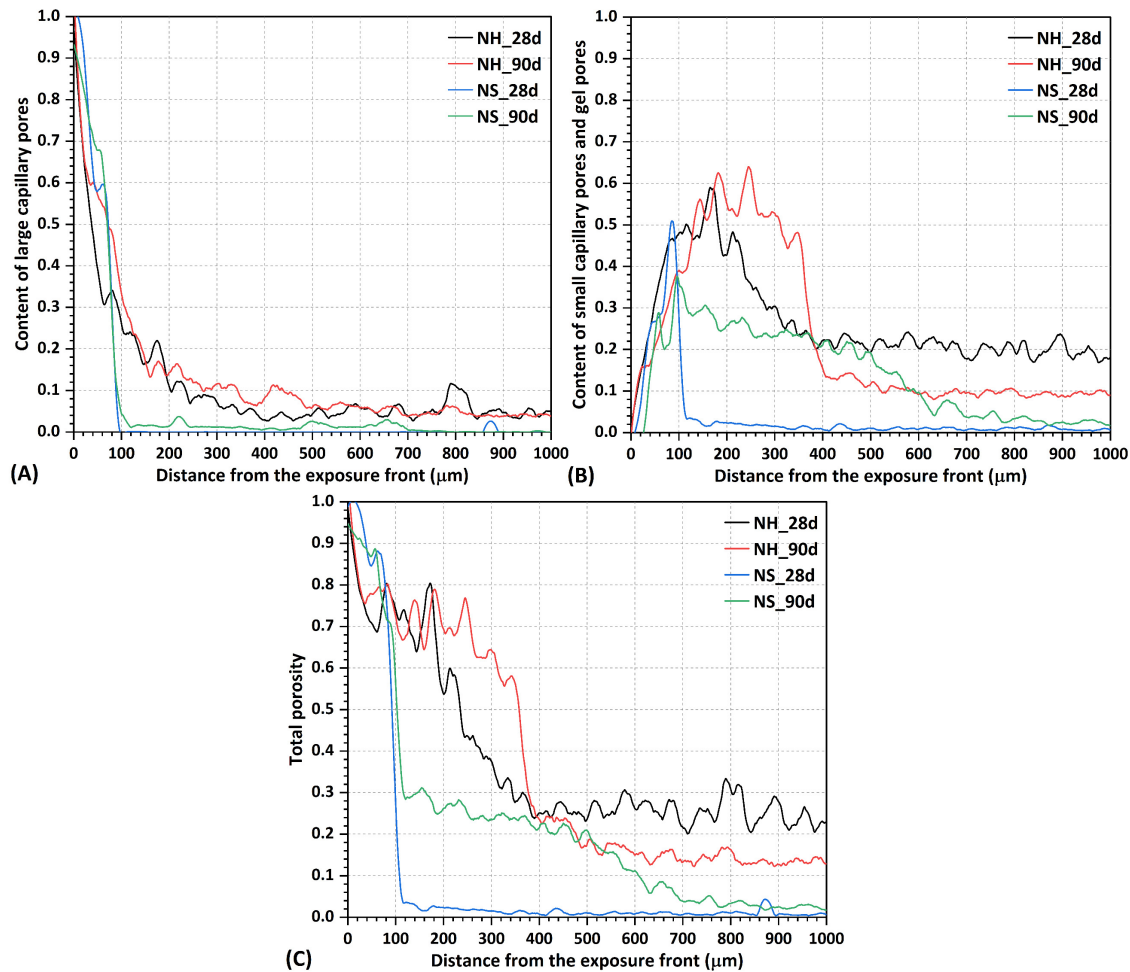 1.0
0.9
0.8
0.7
0.6
0.5
0.4
0.3
0.2
0.1
0.0
Content of large capillary pores
NH_28d
NH_90d
NS_28d
NS_90d
0 100 200 300 400 500 600 700 800 900 1000
Distance from the exposure front (μm)
(A)
1.0
0.9
0.8
0.7
0.6
0.5
0.4
0.3
0.2
0.1
0.0
Content of small capillary pores and gel pores
NH_28d
NH_90d
NS_28d
NS_90d
0 100 200 300 400 500 600 700 800 900 1000
Distance from the exposure front (μm)
(B)
1.0
0.9
0.8
0.7
0.6
0.5
0.4
0.3
0.2
0.1
0.0
Total porosity
NH_28d
NH_90d
NS_28d
NS_90d
0 100 200 300 400 500 600 700 800 900 1000
Distance from the exposure front (μm)
(C)